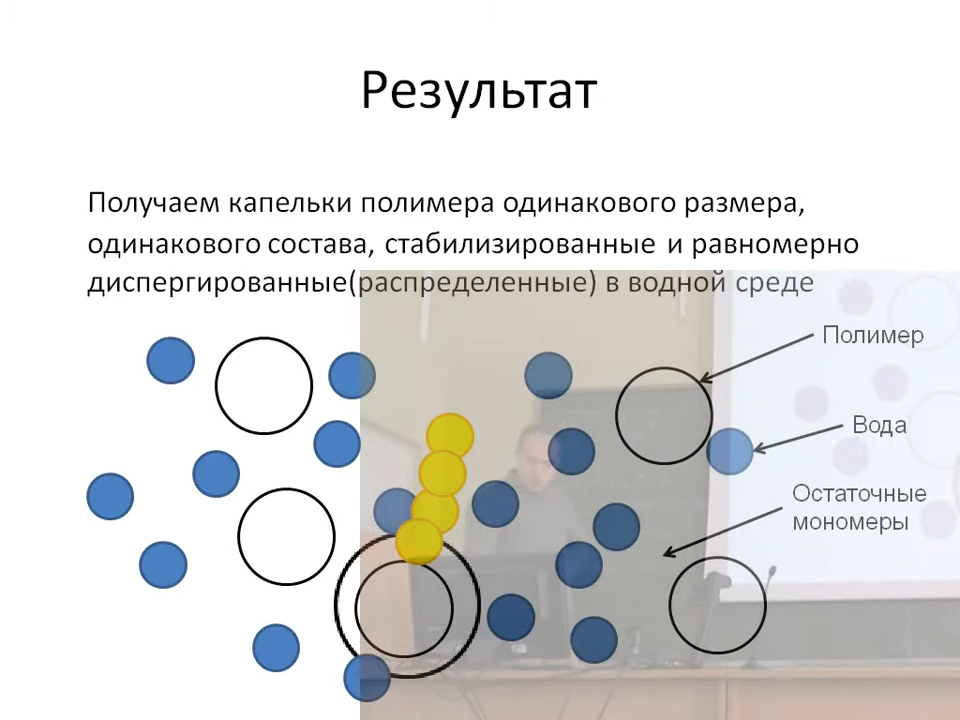 Результат
Получаем капельки полимера одинакового размера,
одинакового состава, стабилизированные и равномерно
диспергированные(распределенные) в водной среде
Полимер
Вода
Остаточные
мономеры